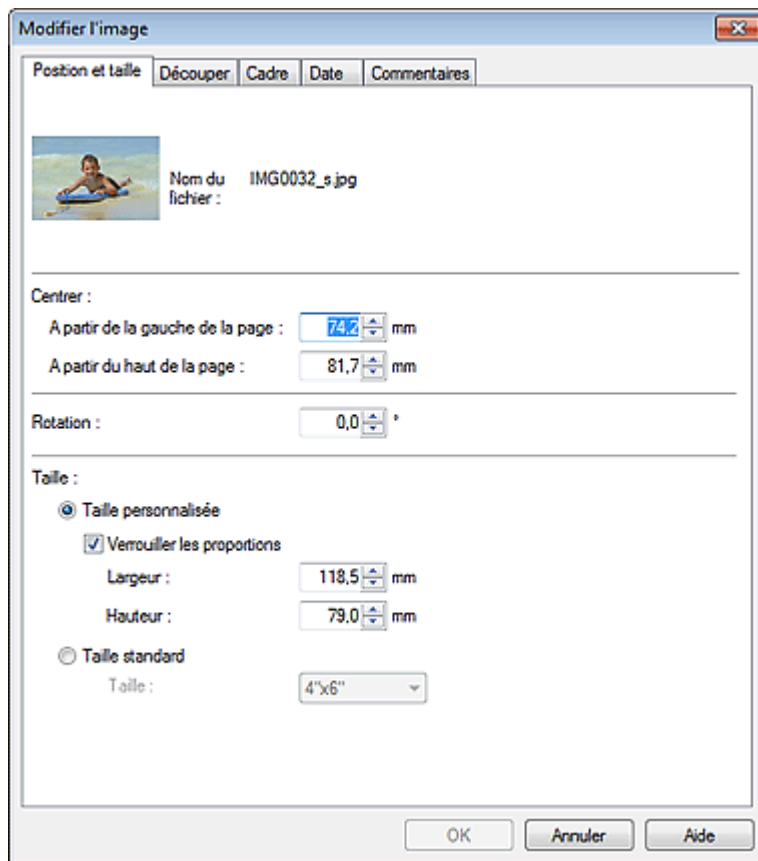 Modifier l'image
Position et taille Découper Cadre Date Commentaires
Nom du fichier : IMG0032_s.jpg
Centrer :
A partir de la gauche de la page : 74,2 mm
A partir du haut de la page : 81,7 mm
Rotation : 0,0 °
Taille :
Taille personnalisée
Verrouiller les proportions
Largeur : 118,5 mm
Hauteur : 79,0 mm
Taille standard
Taille : 4"x6"
OK Annuler Aide